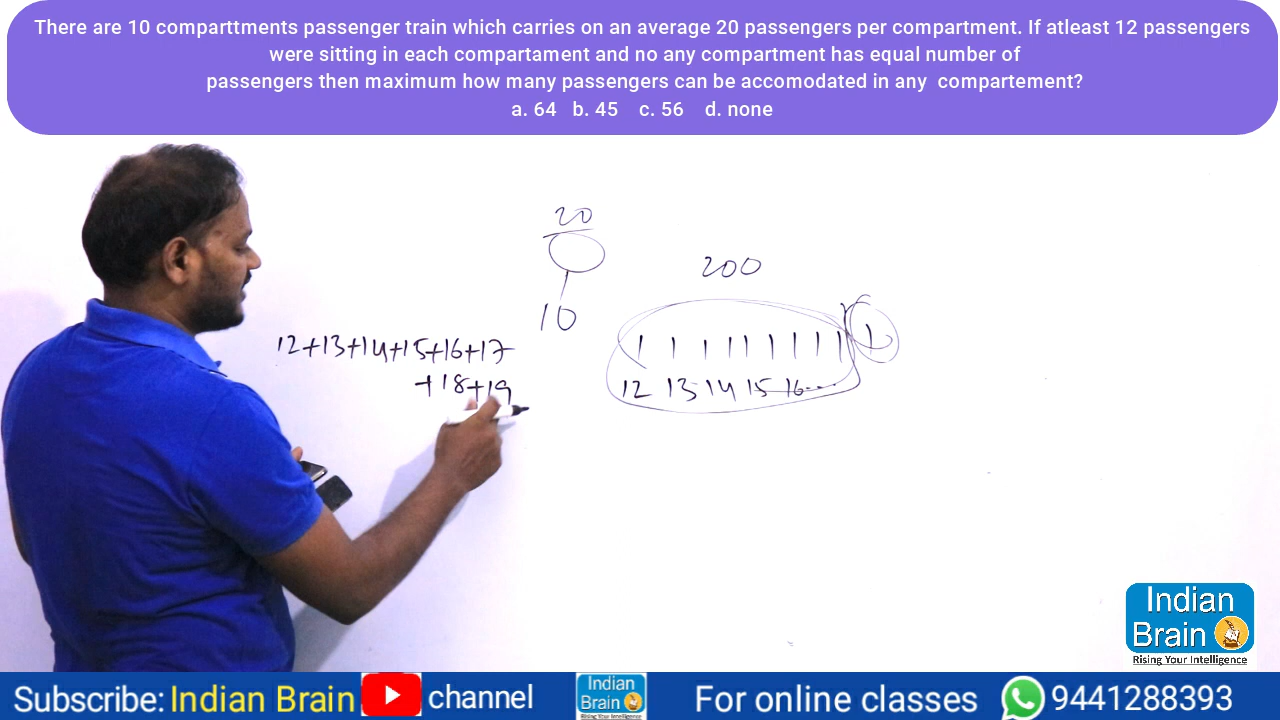 There are 10 comparttments passenger train which carries on an average 20 passengers per compartment. If atleast 12 passengers
were sitting in each compartament and no any compartment has equal number of
passengers then maximum how many passengers can be accomodated in any compartement?
a. 64 b. 45 c. 56 d. none
20
10
200
12+13+14+15+16+17
+18+19
12 13 14 15 16...
Indian
Brain
Rising Your Intelligence
Subscribe: Indian Brain channel
Indian
Brain
Rising Your Intelligence
For online classes 9441288393